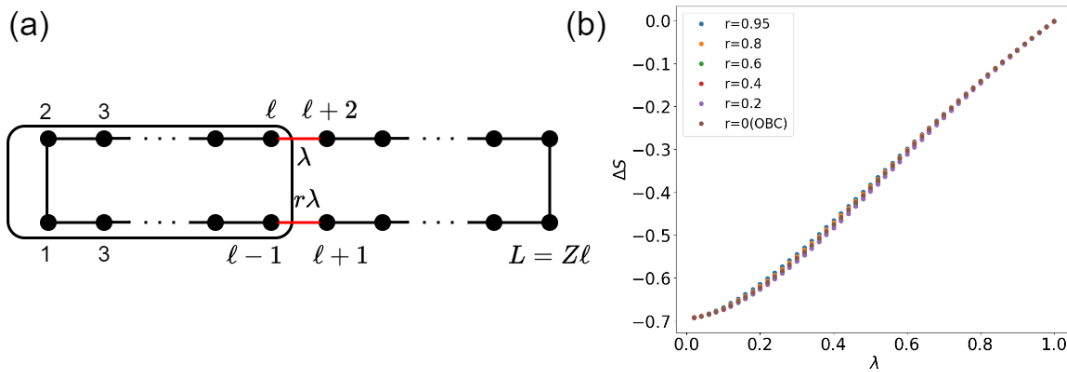 (a)
2 3 ℓ ℓ + 2
· · · · · ·
λ
rλ
· · · · · ·
1 3 ℓ − 1 ℓ + 1 L = Zℓ
(b)
r=0.95
r=0.8
r=0.6
r=0.4
r=0.2
r=0(OBC)
0.0
−0.1
−0.2
−0.3
−0.4
−0.5
−0.6
−0.7
ΔS
0.0 0.2 0.4 0.6 0.8 1.0
λ